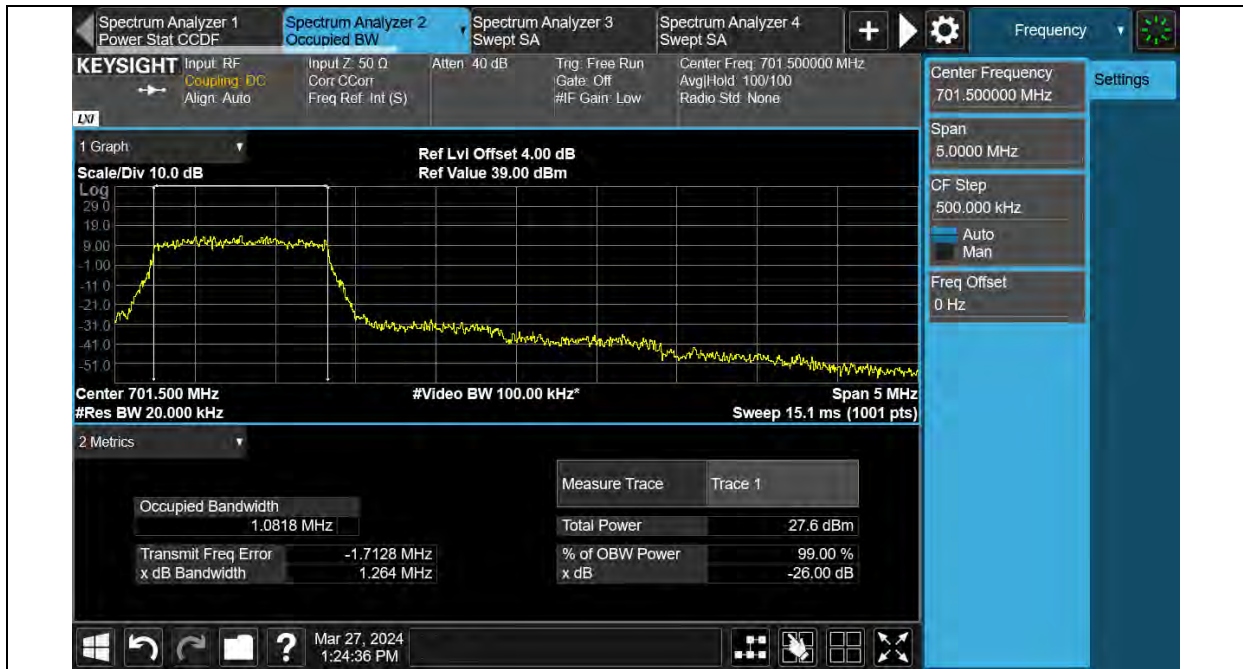 Spectrum Analyzer 1
Power Stat CCDF
Spectrum Analyzer 2
Occupied BW
Spectrum Analyzer 3
Swept SA
Spectrum Analyzer 4
Swept SA
+
Frequency
KEYSIGHT
LXI
Input: RF
Coupling: DC
Align: Auto
Input Z: 50 Ω
Corr CCorr
Freq Ref: Int (S)
Atten: 40 dB
Trig: Free Run
Gate: Off
#IF Gain: Low
Center Freq: 701.500000 MHz
Avg|Hold: 100/100
Radio Std: None
Center Frequency
701.500000 MHz
Settings
Span
5.0000 MHz
CF Step
500.000 kHz
Auto
Man
Freq Offset
0 Hz
1 Graph
Scale/Div 10.0 dB
Ref Lvl Offset 4.00 dB
Ref Value 39.00 dBm
Log
29.0
19.0
9.00
-1.00
-11.0
-21.0
-31.0
-41.0
-51.0
Center 701.500 MHz
#Video BW 100.00 kHz*
Span 5 MHz
#Res BW 20.000 kHz
Sweep 15.1 ms (1001 pts)
2 Metrics
Measure Trace
Trace 1
Occupied Bandwidth
1.0818 MHz
Total Power
27.6 dBm
Transmit Freq Error
-1.7128 MHz
% of OBW Power
99.00 %
x dB Bandwidth
1.264 MHz
x dB
-26.00 dB
?
Mar 27, 2024
1:24:36 PM